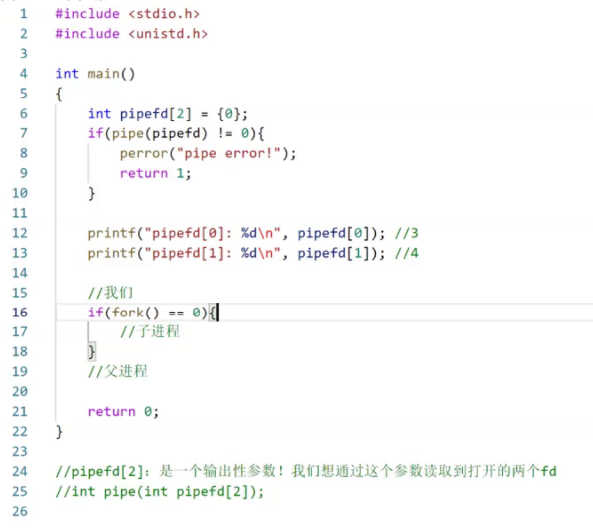 1 #include <stdio.h>
2 #include <unistd.h>
3
4 int main()
5 {
6     int pipefd[2] = {0};
7     if(pipe(pipefd) != 0){
8         perror("pipe error!");
9         return 1;
10     }
11
12     printf("pipefd[0]: %d\n", pipefd[0]); //3
13     printf("pipefd[1]: %d\n", pipefd[1]); //4
14
15     //我们
16     if(fork() == 0){
17         //子进程
18     }
19     //父进程
20
21     return 0;
22 }
23
24 //pipefd[2]: 是一个输出性参数！我们想通过这个参数读取到打开的两个fd
25 //int pipe(int pipefd[2]);
26